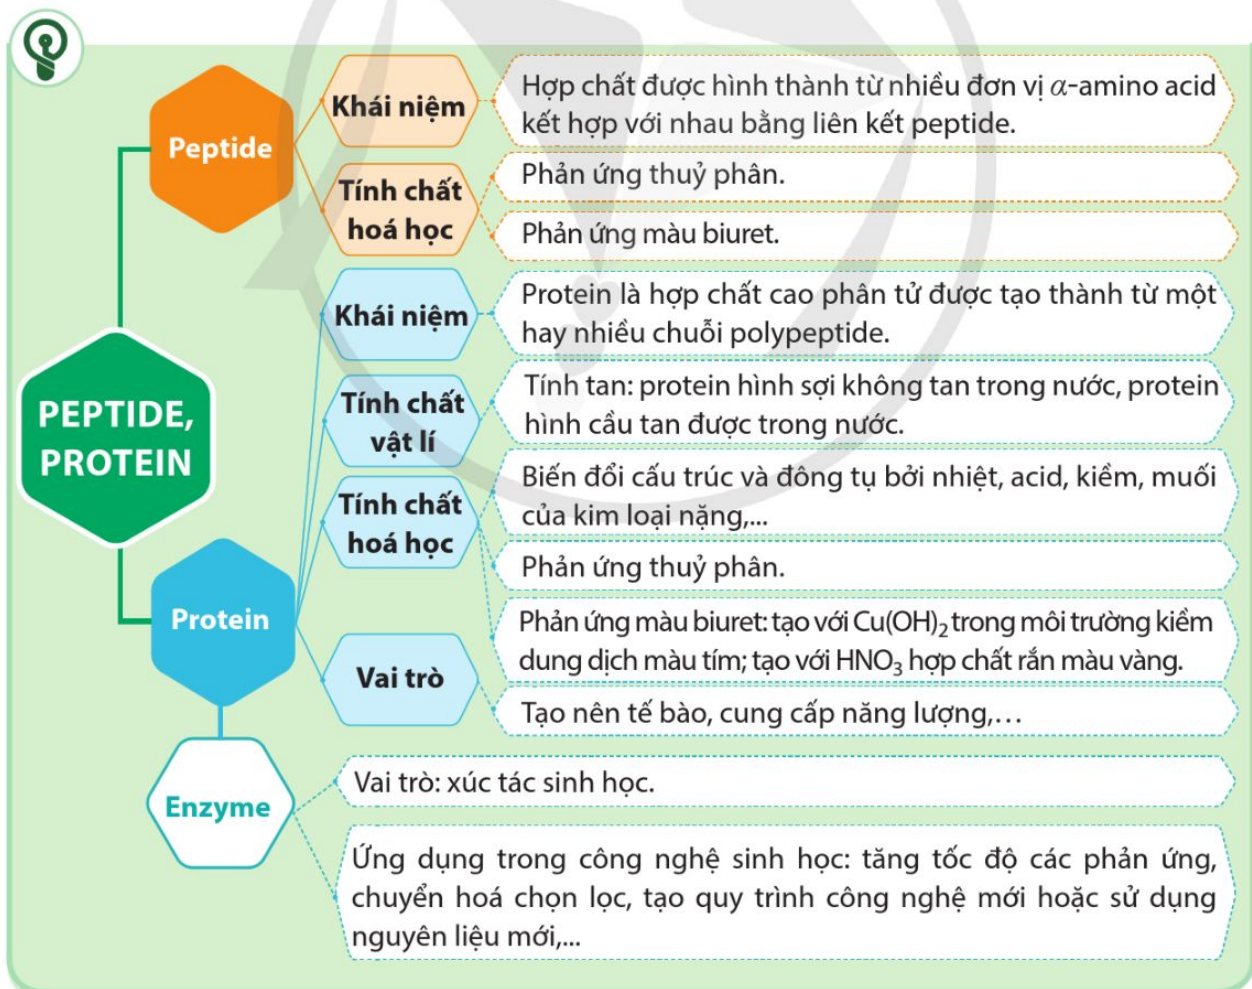 PEPTIDE,
PROTEIN
Peptide
Khái niệm
Hợp chất được hình thành từ nhiều đơn vị α-amino acid
kết hợp với nhau bằng liên kết peptide.
Tính chất
hoá học
Phản ứng thuỷ phân.
Phản ứng màu biuret.
Protein
Khái niệm
Protein là hợp chất cao phân tử được tạo thành từ một
hay nhiều chuỗi polypeptide.
Tính chất
vật lí
Tính tan: protein hình sợi không tan trong nước, protein
hình cầu tan được trong nước.
Tính chất
hoá học
Biến đổi cấu trúc và đông tụ bởi nhiệt, acid, kiềm, muối
của kim loại nặng,...
Phản ứng thuỷ phân.
Phản ứng màu biuret: tạo với Cu(OH)₂ trong môi trường kiềm
dung dịch màu tím; tạo với HNO₃ hợp chất rắn màu vàng.
Vai trò
Tạo nên tế bào, cung cấp năng lượng,…
Enzyme
Vai trò: xúc tác sinh học.
Ứng dụng trong công nghệ sinh học: tăng tốc độ các phản ứng,
chuyển hoá chọn lọc, tạo quy trình công nghệ mới hoặc sử dụng
nguyên liệu mới,...